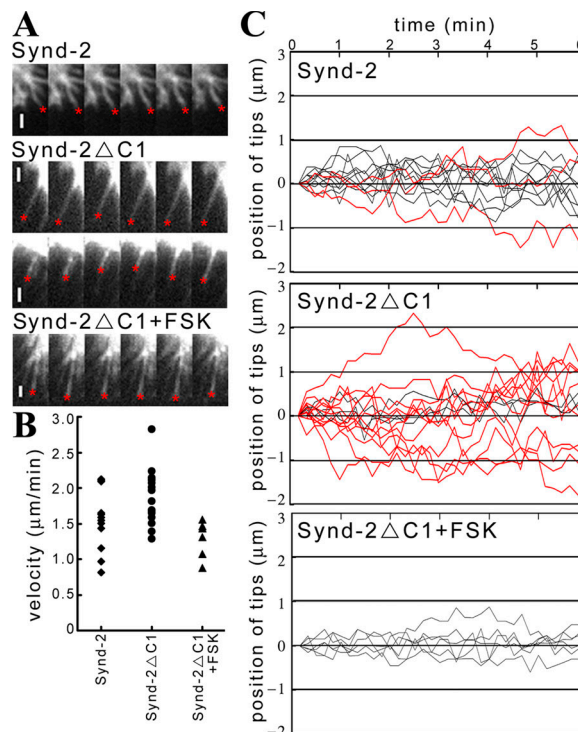 A
Synd-2
Synd-2△C1
Synd-2△C1+FSK
B
velocity (μm/min)
3.0
2.5
2.0
1.5
1.0
0.5
0
Synd-2
Synd-2△C1
Synd-2△C1
+FSK
C
time (min)
0 1 2 3 4 5
Synd-2
position of tips (μm)
3
2
1
0
−1
−2
Synd-2△C1
position of tips (μm)
3
2
1
0
−1
−2
Synd-2△C1+FSK
position of tips (μm)
3
2
1
0
−1
−2